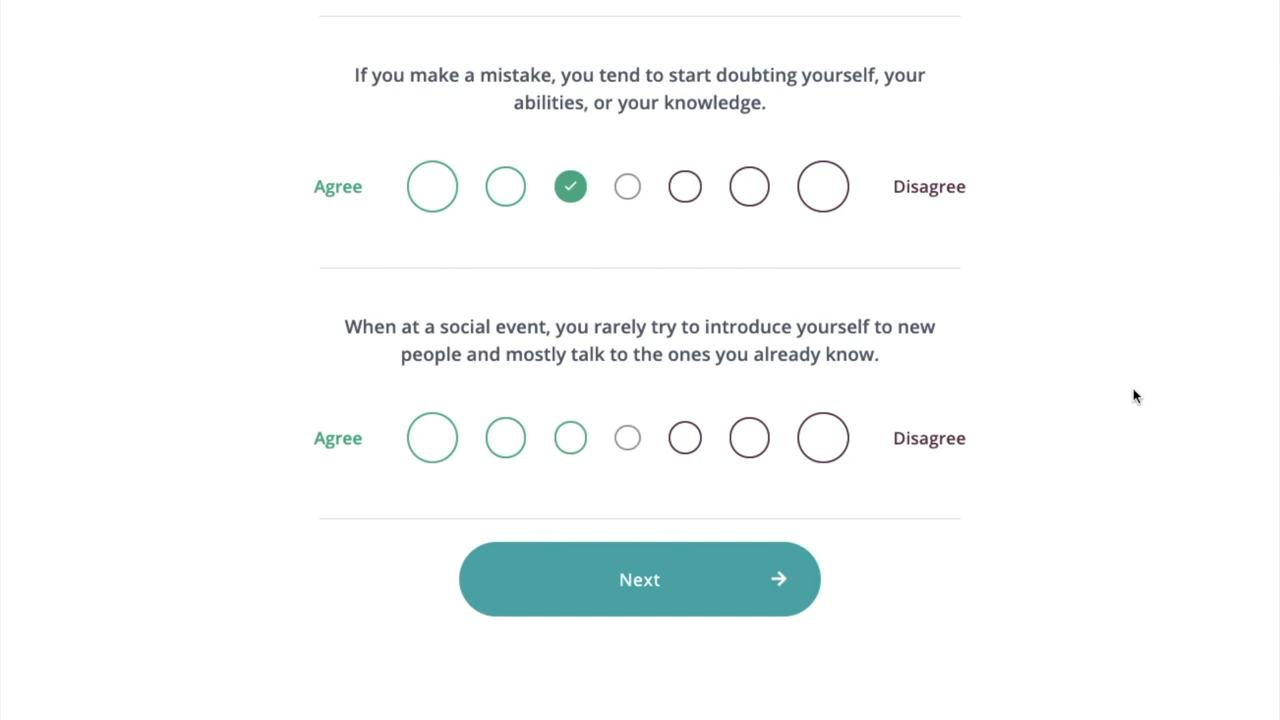 If you make a mistake, you tend to start doubting yourself, your
abilities, or your knowledge.
Agree
Disagree
When at a social event, you rarely try to introduce yourself to new
people and mostly talk to the ones you already know.
Agree
Disagree
Next